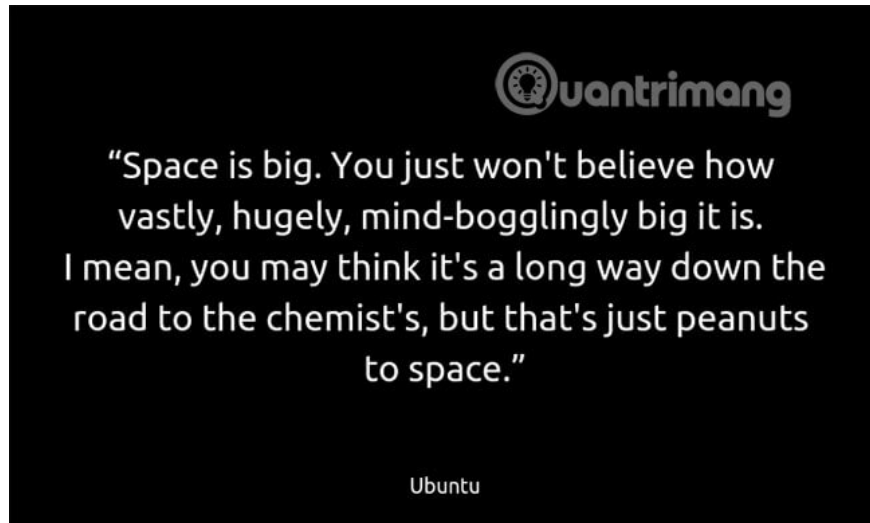 Quantrimang
“Space is big. You just won't believe how
vastly, hugely, mind-bogglingly big it is.
I mean, you may think it's a long way down the
road to the chemist's, but that's just peanuts
to space.”
Ubuntu